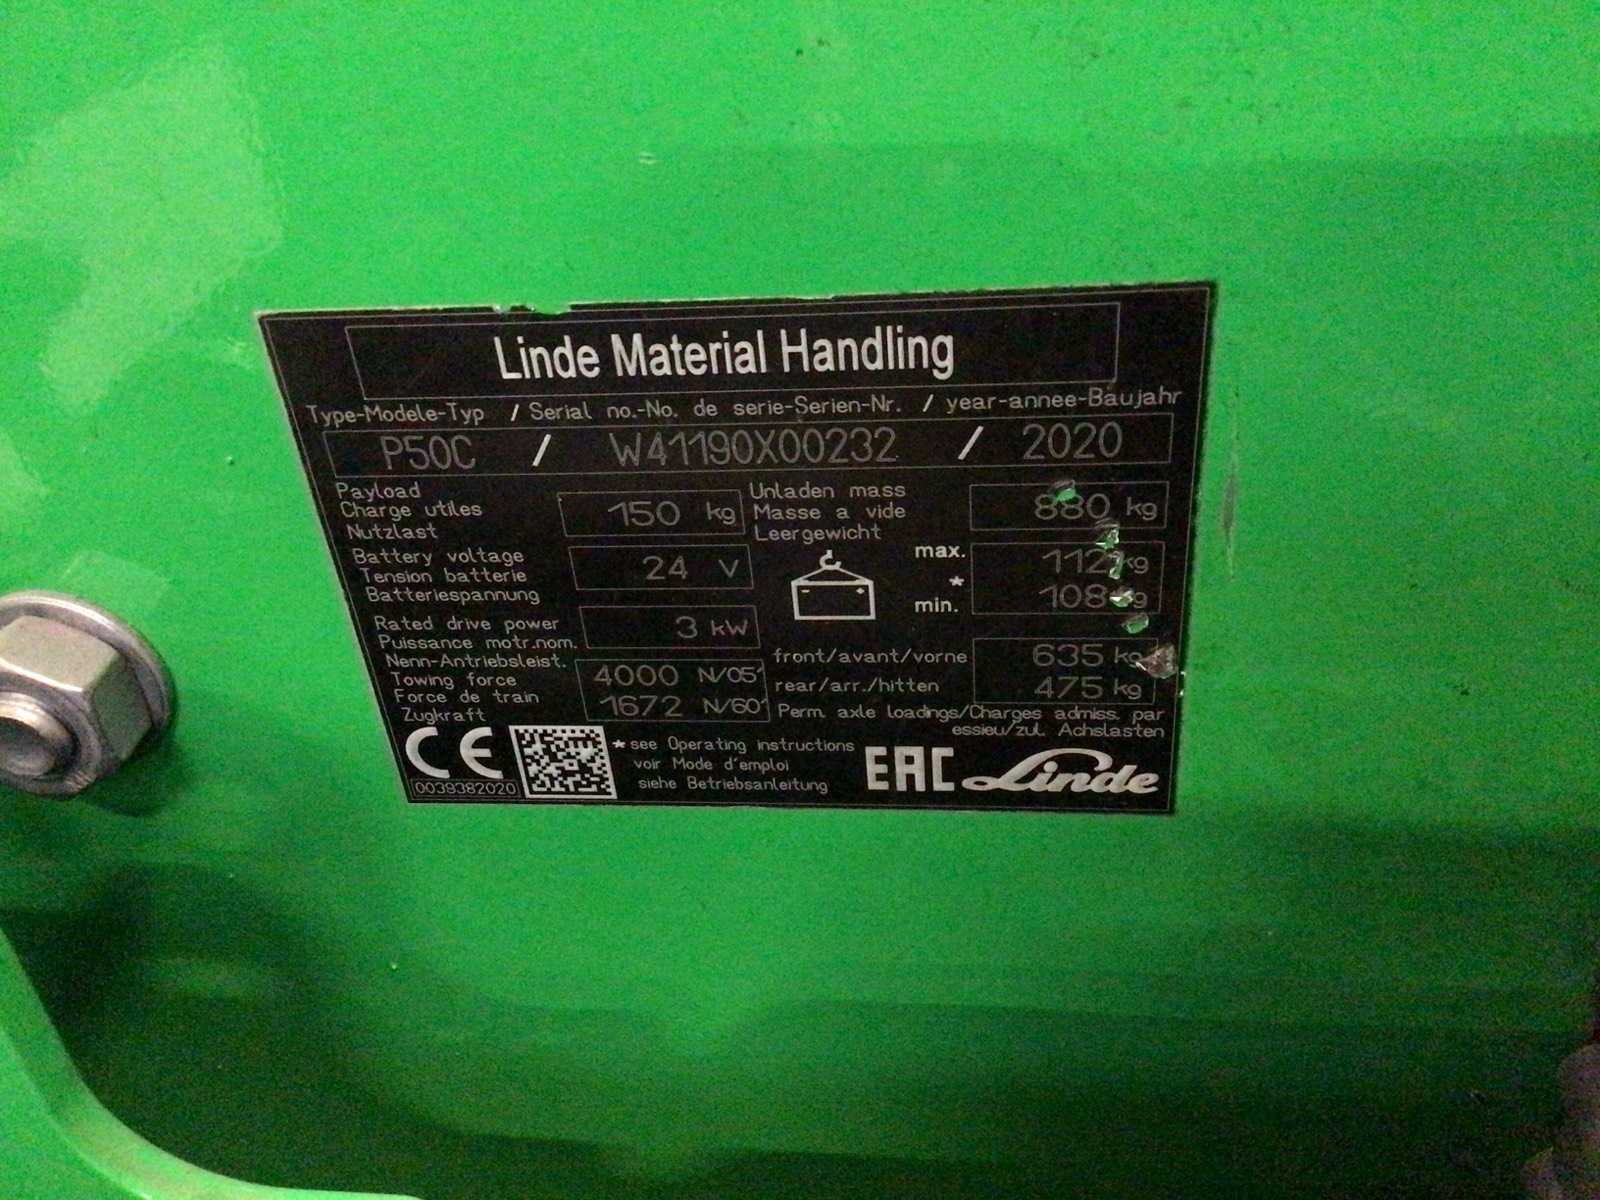 Linde Material Handling
Type-Modele-Typ / Serial no.-No. de serie-Serien-Nr. / year-annee-Baujahr
P50C / W41190X00232 / 2020
Payload
Charge utiles
Nutzlast
150 kg
Unladen mass
Masse a vide
Leergewicht
880 kg
Battery voltage
Tension batterie
Batteriespannung
24 V
max.
*
min.
Rated drive power
Puissance motr.nom.
Nenn-Antriebsleist.
3 kW
Towing force
Force de train
Zugkraft
4000 N/05'
1672 N/60'
front/avant/vorne 635 kg
rear/arr./hitten 475 kg
Perm. axle loadings/Charges admiss. par
essieu/zul. Achslasten
CE
0039382020
*see Operating instructions
voir Mode d'emploi
siehe Betriebsanleitung
EAC Linde